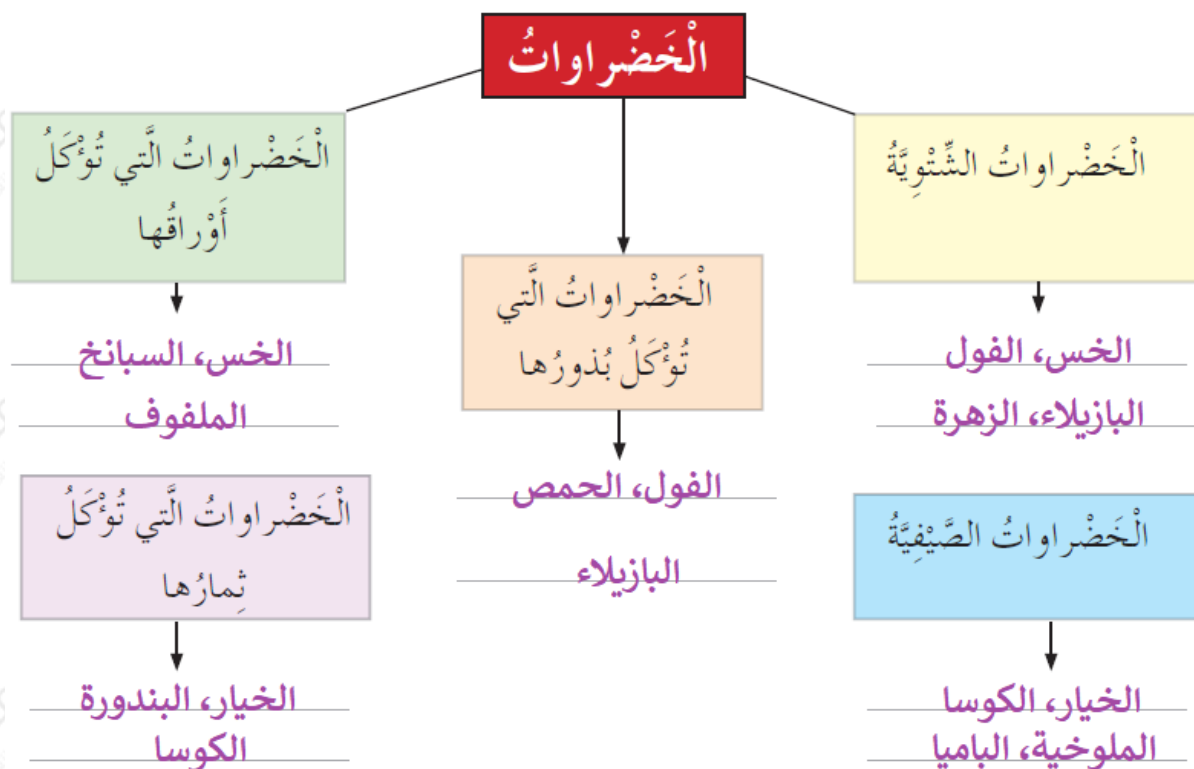 الْخَضْراواتُ
الْخَضْراواتُ الشِّتْوِيَّةُ
الخس، الفول
البازيلاء، الزهرة
الْخَضْراواتُ الصَّيْفِيَّةُ
الخيار، الكوسا
الملوخية، الباميا
الْخَضْراواتُ الَّتي
تُؤْكَلُ بُذورُها
الفول، الحمص
البازيلاء
الْخَضْراواتُ الَّتي تُؤْكَلُ
أَوْراقُها
الخس، السبانخ
الملفوف
الْخَضْراواتُ الَّتي تُؤْكَلُ
ثِمارُها
الخيار، البندورة
الكوسا